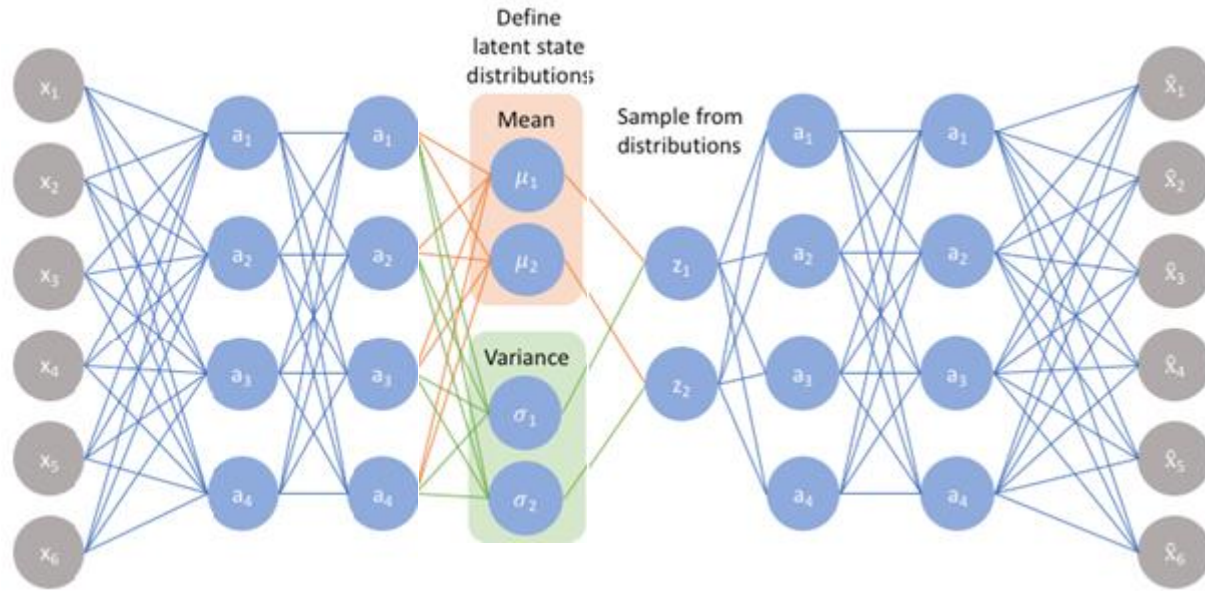 Define
latent state
distributions
Mean
Sample from
distributions
Variance
x₁
x₂
x₃
x₄
x₅
x₆
a₁
a₂
a₃
a₄
a₁
a₂
a₃
a₄
μ₁
μ₂
σ₁
σ₂
z₁
z₂
a₁
a₂
a₃
a₄
a₁
a₂
a₃
a₄
x̂₁
x̂₂
x̂₃
x̂₄
x̂₅
x̂₆